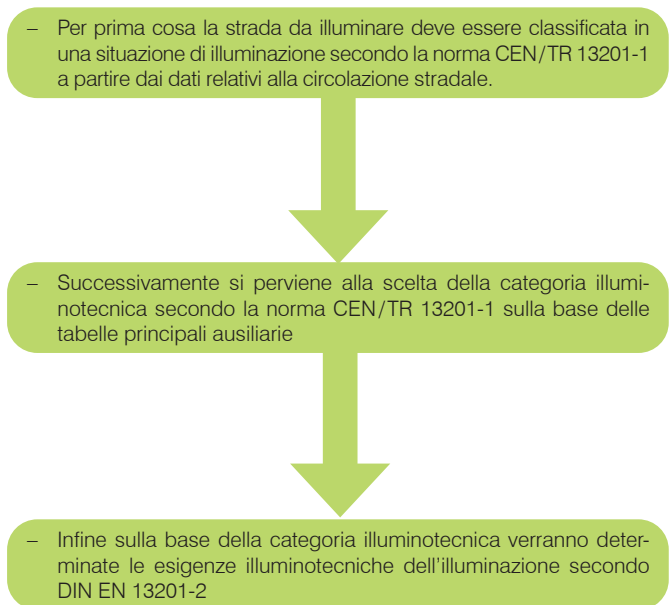 – Per prima cosa la strada da illuminare deve essere classificata in
una situazione di illuminazione secondo la norma CEN/TR 13201-1
a partire dai dati relativi alla circolazione stradale.
– Successivamente si perviene alla scelta della categoria illumi-
notecnica secondo la norma CEN/TR 13201-1 sulla base delle
tabelle principali ausiliarie
– Infine sulla base della categoria illuminotecnica verranno deter-
minate le esigenze illuminotecniche dell'illuminazione secondo
DIN EN 13201-2